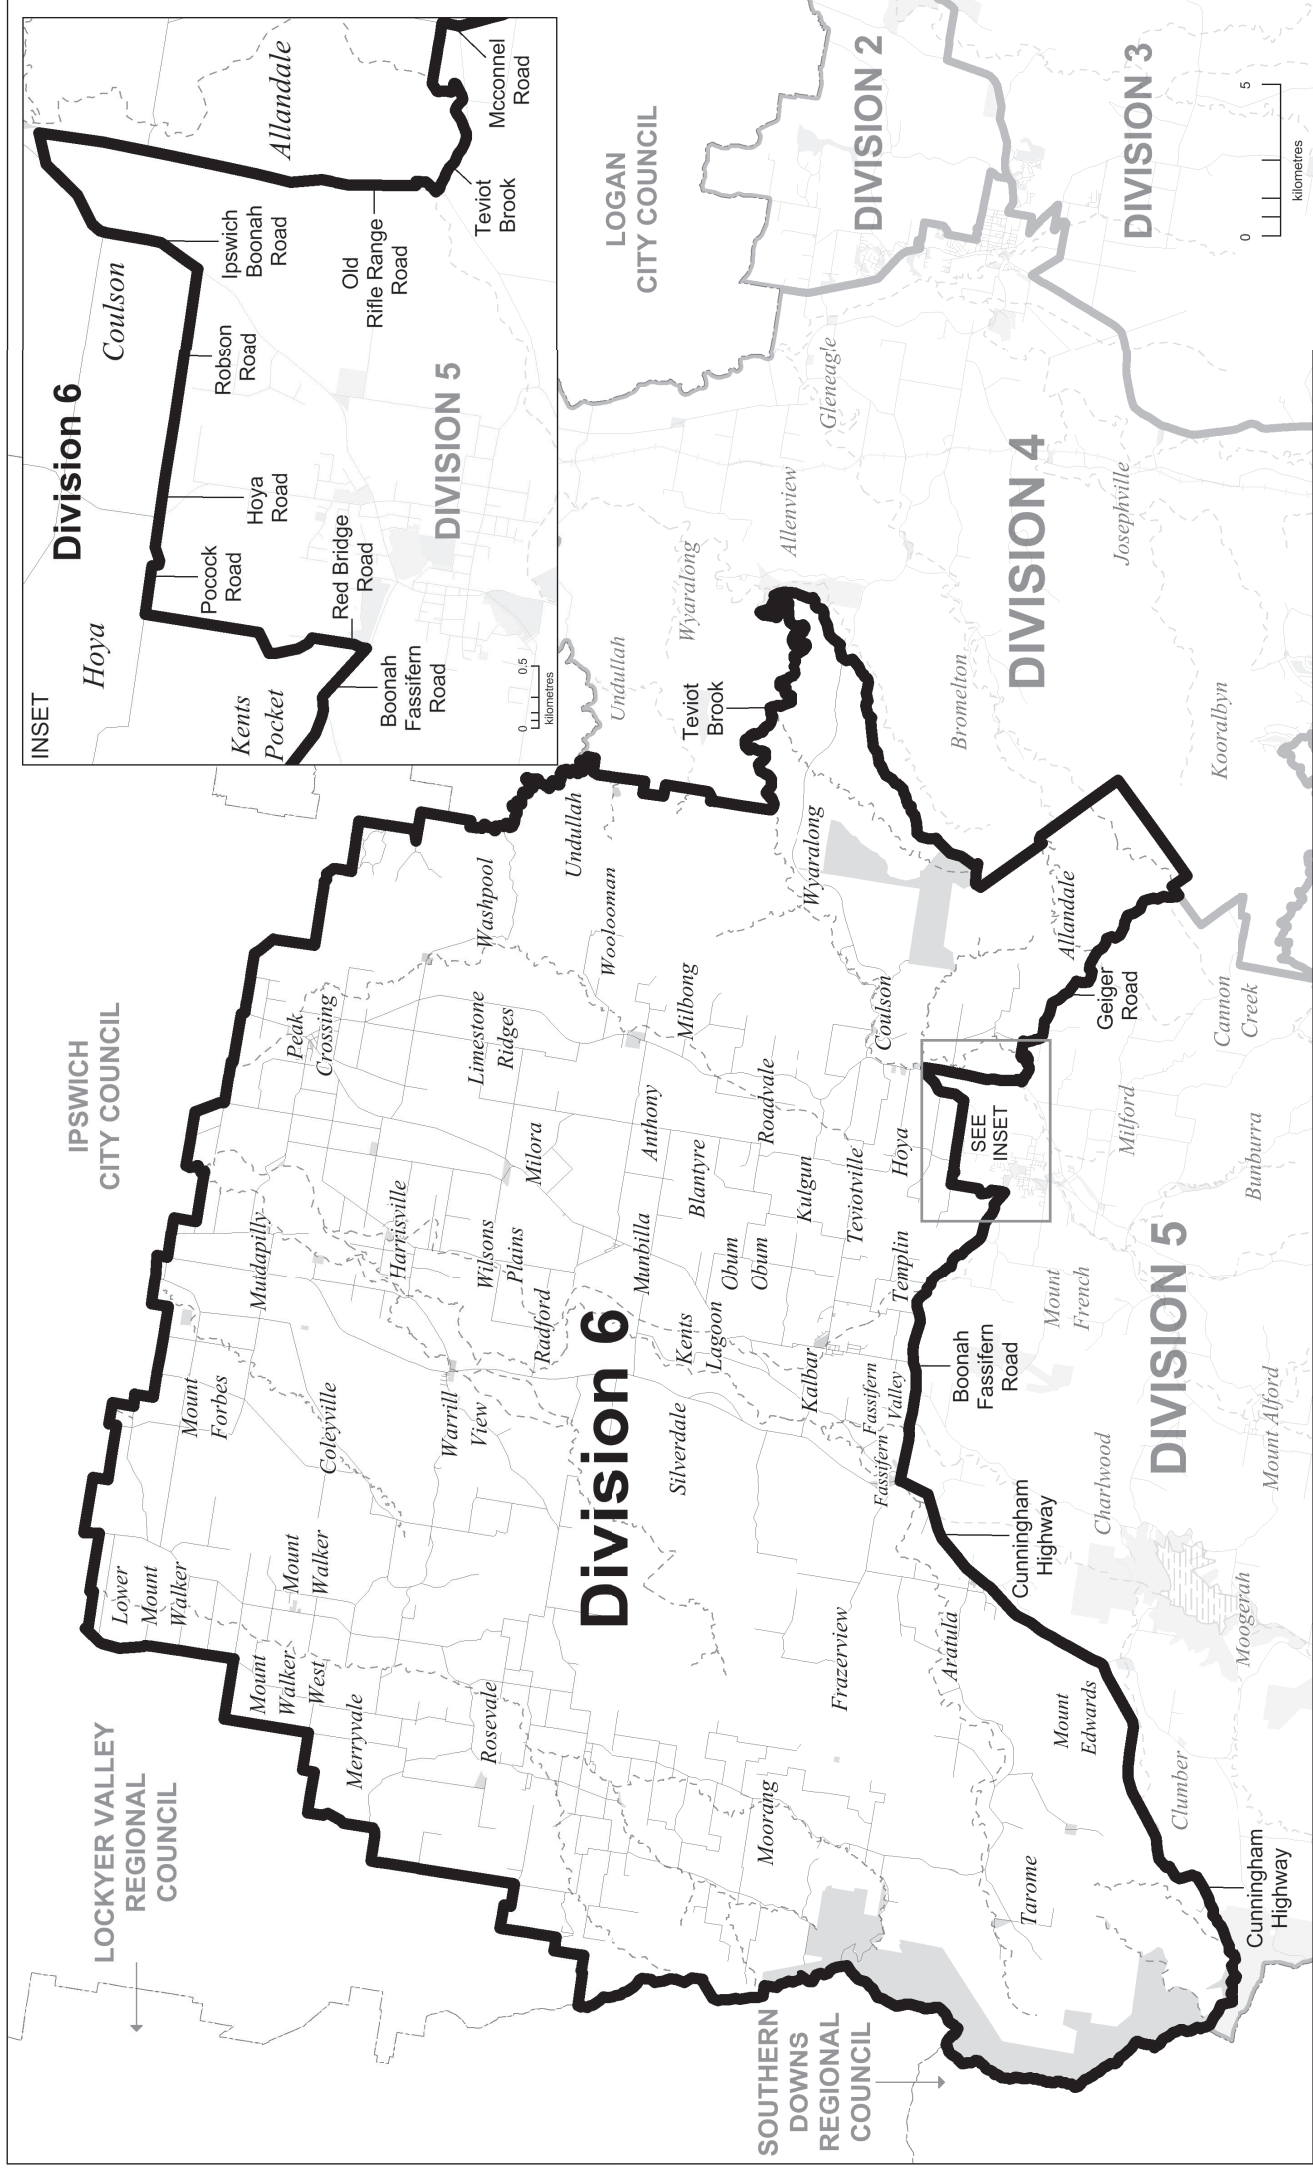 LOCKYER VALLEY
REGIONAL
COUNCIL
IPSWICH
CITY COUNCIL
INSET
Division 6
Hoya
Coulson
Allandale
Kents
Pocket
Pocock
Road
Hoya
Road
Robson
Road
Ipswich
Boonah
Road
Old
Rifle Range
Road
Teviot
Brook
Mcconnel
Road
Red Bridge
Road
Boonah
Fassifern
Road
DIVISION 5
0
0.5
kilometres
LOGAN
CITY COUNCIL
DIVISION 2
DIVISION 3
DIVISION 4
0
5
kilometres
Lower
Mount
Walker
Mount
Walker
West
Mount
Walker
Merryvale
Rosevale
Mount
Forbes
Coleyville
Warrill
View
Mutdapilly
Harrisville
Peak
Crossing
Limestone
Ridges
Washpool
Undullah
Woolooman
Wilsons
Plains
Radford
Milora
Division 6
Munbilla
Anthony
Milbong
Silverdale
Kents
Lagoon
Blantyre
Obum
Obum
Roadvale
Kulgun
Kalbar
Teviotville
Wyaralong
Coulson
Hoya
Templin
Fassifern
Valley
Fassifern
Frazerview
Moorang
Aratula
Tarome
Mount
Edwards
Allandale
SEE
INSET
Teviot
Brook
Undullah
Wyaralong
Allenview
Gleneagle
Bromelton
Josephville
Kooralbyn
Geiger
Road
Cannon
Creek
Milford
Bunburra
Boonah
Fassifern
Road
Mount
French
DIVISION 5
Mount Alford
Charlwood
Cunningham
Highway
Moogerah
Clumber
Cunningham
Highway
SOUTHERN
DOWNS
REGIONAL
COUNCIL